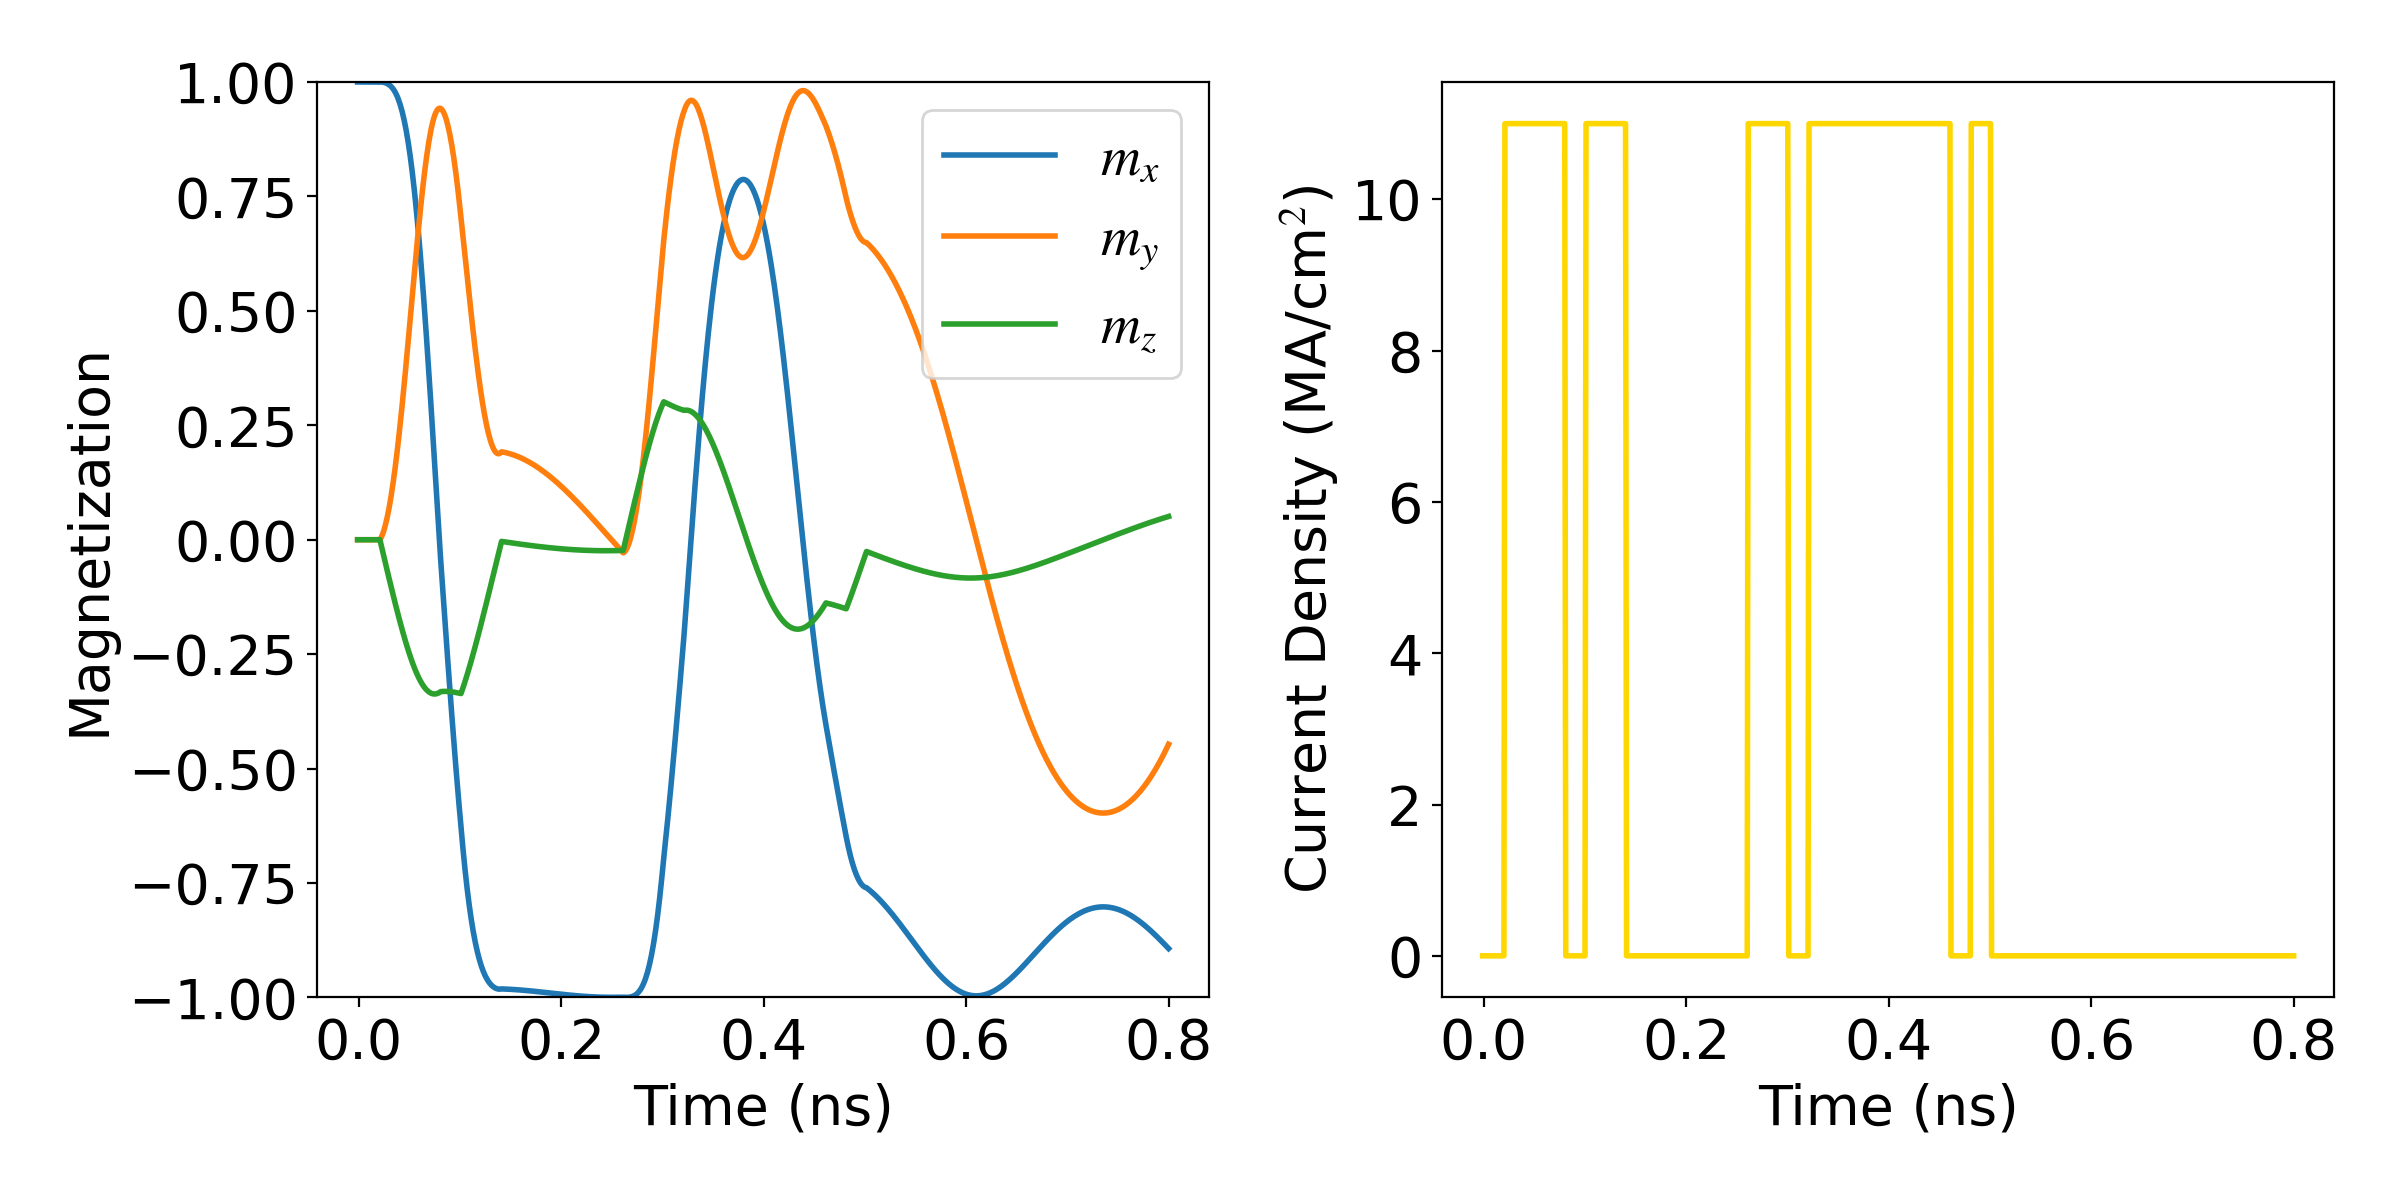 Magnetization
1.00
0.75
0.50
0.25
0.00
−0.25
−0.50
−0.75
−1.00
0.0 0.2 0.4 0.6 0.8
Time (ns)
m_x
m_y
m_z
Current Density (MA/cm²)
10
8
6
4
2
0
0.0 0.2 0.4 0.6 0.8
Time (ns)